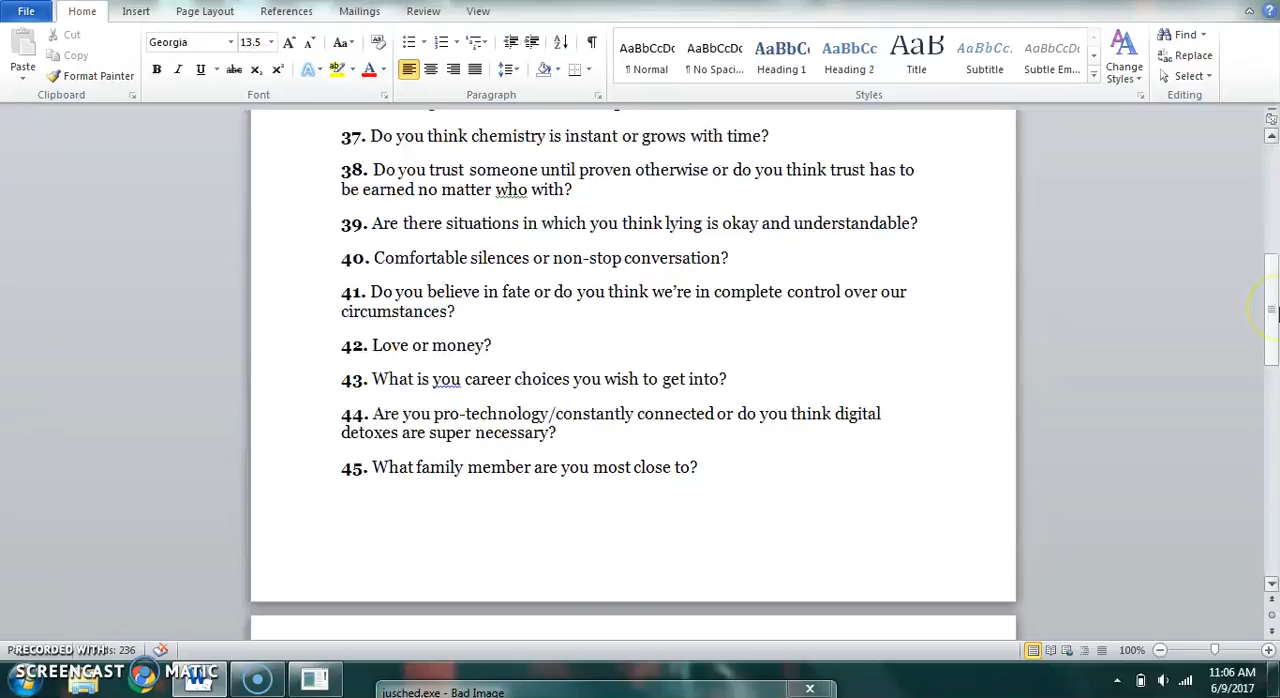 File Home Insert Page Layout References Mailings Review View
Cut
Georgia 13.5 Aa
AaBbCcDc AaBbCcDc AaBbC AaBbCc AaB AaBbCc. AaBbCcDc
Find
Copy
Replace
Paste
Format Painter
¶ Normal ¶ No Spaci... Heading 1 Heading 2 Title Subtitle Subtle Em...
Change Styles
Select
Clipboard Font Paragraph Styles Editing
37. Do you think chemistry is instant or grows with time?
38. Do you trust someone until proven otherwise or do you think trust has to
be earned no matter who with?
39. Are there situations in which you think lying is okay and understandable?
40. Comfortable silences or non-stop conversation?
41. Do you believe in fate or do you think we're in complete control over our
circumstances?
42. Love or money?
43. What is you career choices you wish to get into?
44. Are you pro-technology/constantly connected or do you think digital
detoxes are super necessary?
45. What family member are you most close to?
RECORDED WITH 236
100%
SCREENCAST MATIC
11:06 AM
jusched.exe - Bad Image
6/9/2017